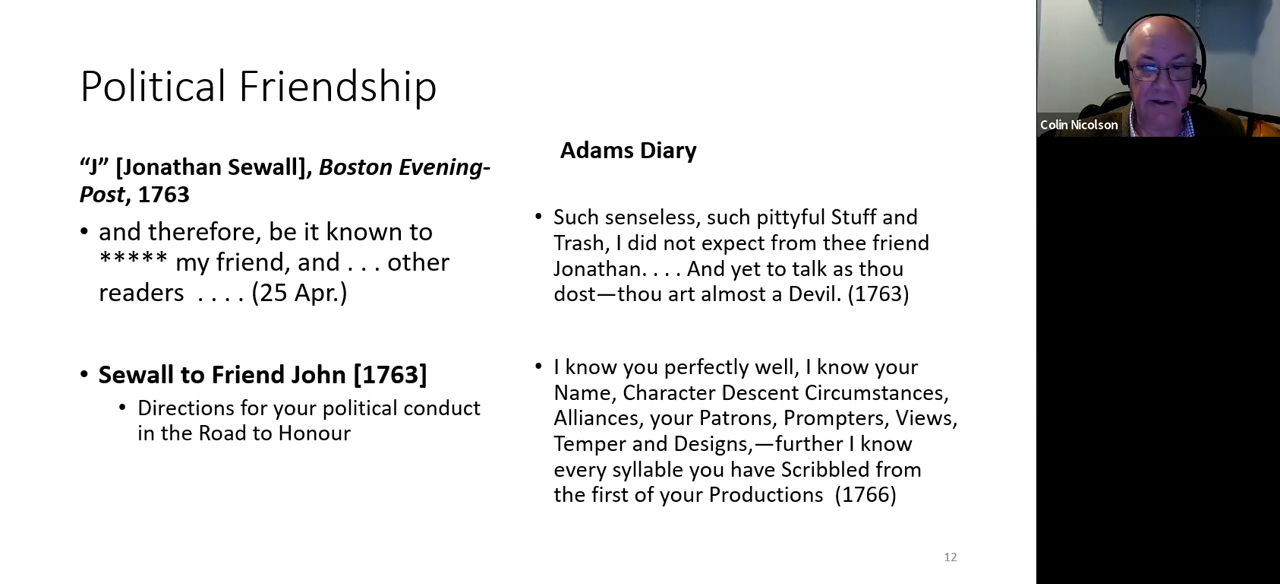 Political Friendship
“J” [Jonathan Sewall], Boston Evening-
Post, 1763
• and therefore, be it known to
***** my friend, and . . . other
readers . . . . (25 Apr.)
• Sewall to Friend John [1763]
• Directions for your political conduct
in the Road to Honour
Adams Diary
• Such senseless, such pittyful Stuff and
Trash, I did not expect from thee friend
Jonathan. . . . And yet to talk as thou
dost—thou art almost a Devil. (1763)
• I know you perfectly well, I know your
Name, Character Descent Circumstances,
Alliances, your Patrons, Prompters, Views,
Temper and Designs,—further I know
every syllable you have Scribbled from
the first of your Productions (1766)
12
Colin Nicolson